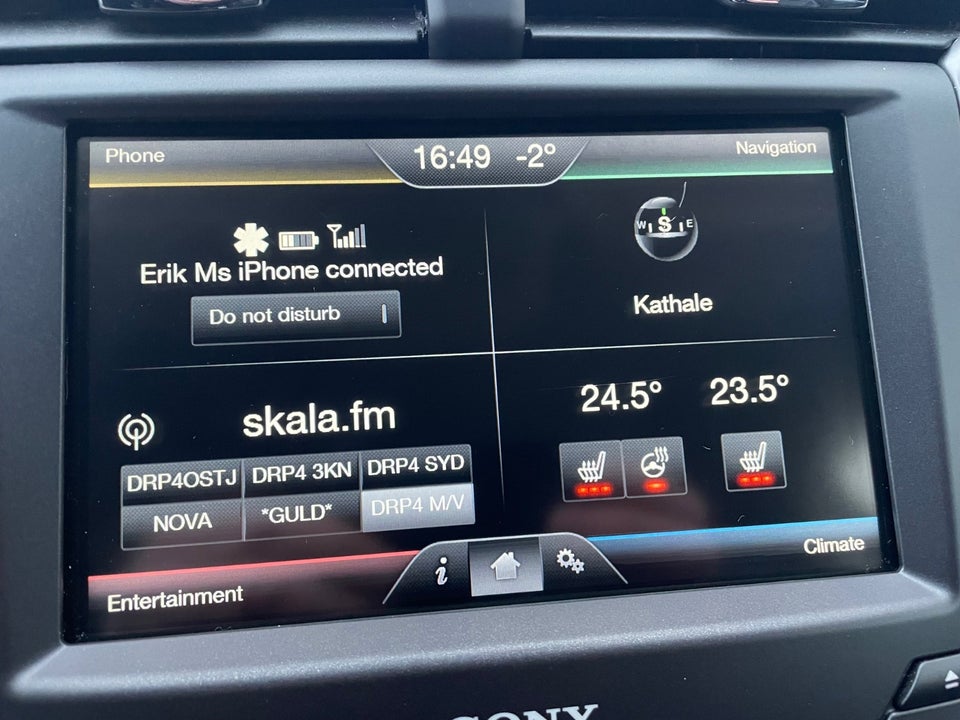 Phone
16:49 -2°
Navigation
W S E
Erik Ms iPhone connected
Do not disturb
Kathale
skala.fm
24.5° 23.5°
DRP4OSTJ DRP4 3KN DRP4 SYD
NOVA *GULD* DRP4 M/V
i
Climate
Entertainment
SONY